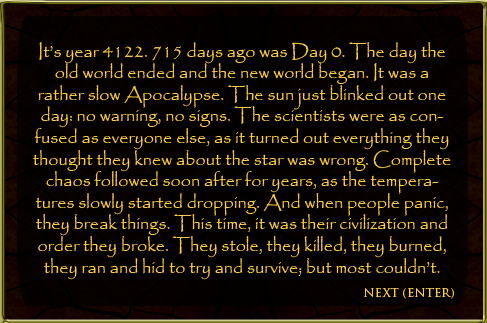 It's year 4122. 715 days ago was Day 0. The day the
old world ended and the new world began. It was a
rather slow Apocalypse. The sun just blinked out one
day: no warning, no signs. The scientists were as con-
fused as everyone else, as it turned out everything they
thought they knew about the star was wrong. Complete
chaos followed soon after for years, as the tempera-
tures slowly started dropping. And when people panic,
they break things. This time, it was their civilization and
order they broke. They stole, they killed, they burned,
they ran and hid to try and survive; but most couldn't.
NEXT (ENTER)